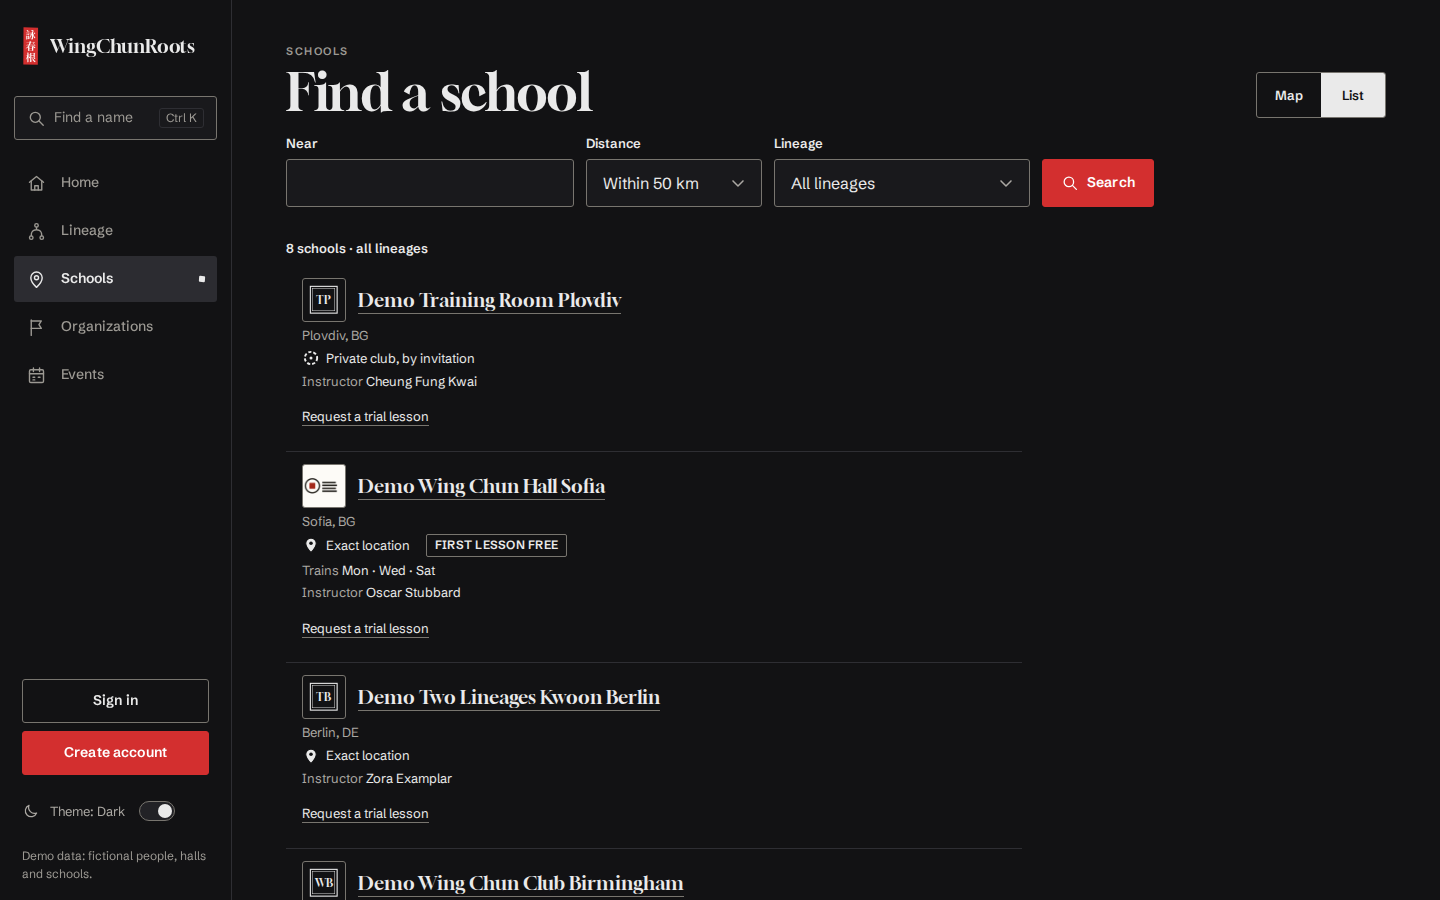 詠春根
WingChunRoots
Find a name
Ctrl K
Home
Lineage
Schools
Organizations
Events
Sign in
Create account
Theme: Dark
Demo data: fictional people, halls
and schools.
SCHOOLS
Find a school
Map
List
Near
Distance
Lineage
Within 50 km
All lineages
Search
8 schools · all lineages
TP
Demo Training Room Plovdiv
Plovdiv, BG
Private club, by invitation
Instructor Cheung Fung Kwai
Request a trial lesson
Demo Wing Chun Hall Sofia
Sofia, BG
Exact location
FIRST LESSON FREE
Trains Mon · Wed · Sat
Instructor Oscar Stubbard
Request a trial lesson
TB
Demo Two Lineages Kwoon Berlin
Berlin, DE
Exact location
Instructor Zora Examplar
Request a trial lesson
WB
Demo Wing Chun Club Birmingham